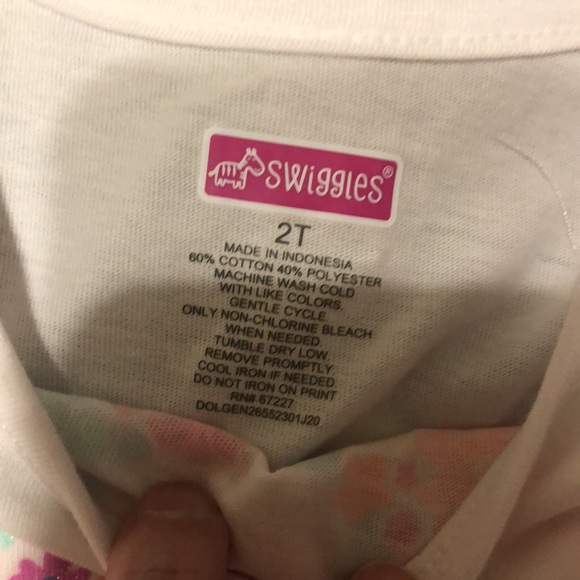 SWiggles®
2T
MADE IN INDONESIA
60% COTTON 40% POLYESTER
MACHINE WASH COLD
WITH LIKE COLORS.
GENTLE CYCLE.
ONLY NON-CHLORINE BLEACH
WHEN NEEDED.
TUMBLE DRY LOW.
REMOVE PROMPTLY.
COOL IRON IF NEEDED.
DO NOT IRON ON PRINT
RN# 67227
DOLGEN26552301J20